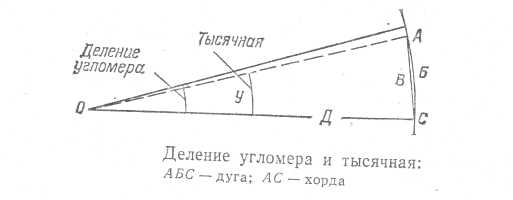 Деление
угломера
Тысячная
О
У
Д
А
Б
В
С
Деление угломера и тысячная:
АБС — дуга; АС — хорда